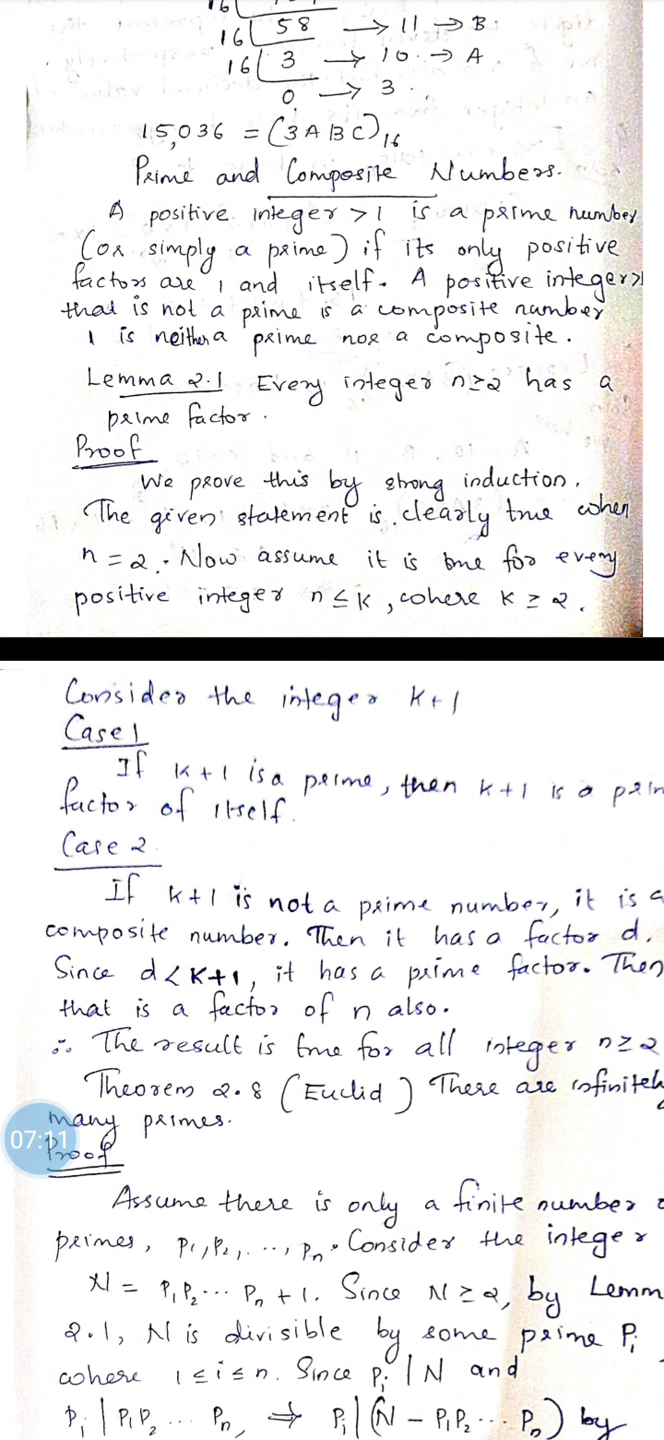 16
16 58 → 11 → B
16 3 → 10 → A
0 → 3.
15,036 = (3ABC)₁₆
Prime and Composite Numbers.
A positive integer > 1 is a prime number
(or simply a prime) if its only positive
factors are 1 and itself. A positive integer >1
that is not a prime is a composite number
1 is neither a prime nor a composite.
Lemma 2.1 Every integer n≥2 has a
prime factor.
Proof
We prove this by strong induction.
The given statement is clearly true when
n = 2. Now assume it is true for every
positive integer n ≤ k, where k ≥ 2.
Consider the integer k+1
Case 1
If k+1 is a prime, then k+1 is a prim
factor of itself.
Case 2
If k+1 is not a prime number, it is a
composite number. Then it has a factor d.
Since d < k+1, it has a prime factor. Then
that is a factor of n also.
∴ The result is true for all integer n≥2
Theorem 2.8 (Euclid) There are infinitely
many primes.
07:11
Proof
Assume there is only a finite number
primes, p₁, p₂, ..., pₙ. Consider the integer
N = p₁p₂... pₙ + 1. Since N ≥ 2, by Lemm
2.1, N is divisible by some prime pᵢ
where 1 ≤ i ≤ n. Since pᵢ | N and
pᵢ | p₁p₂ ... pₙ, ⇒ pᵢ | (N - p₁p₂... pₙ) by